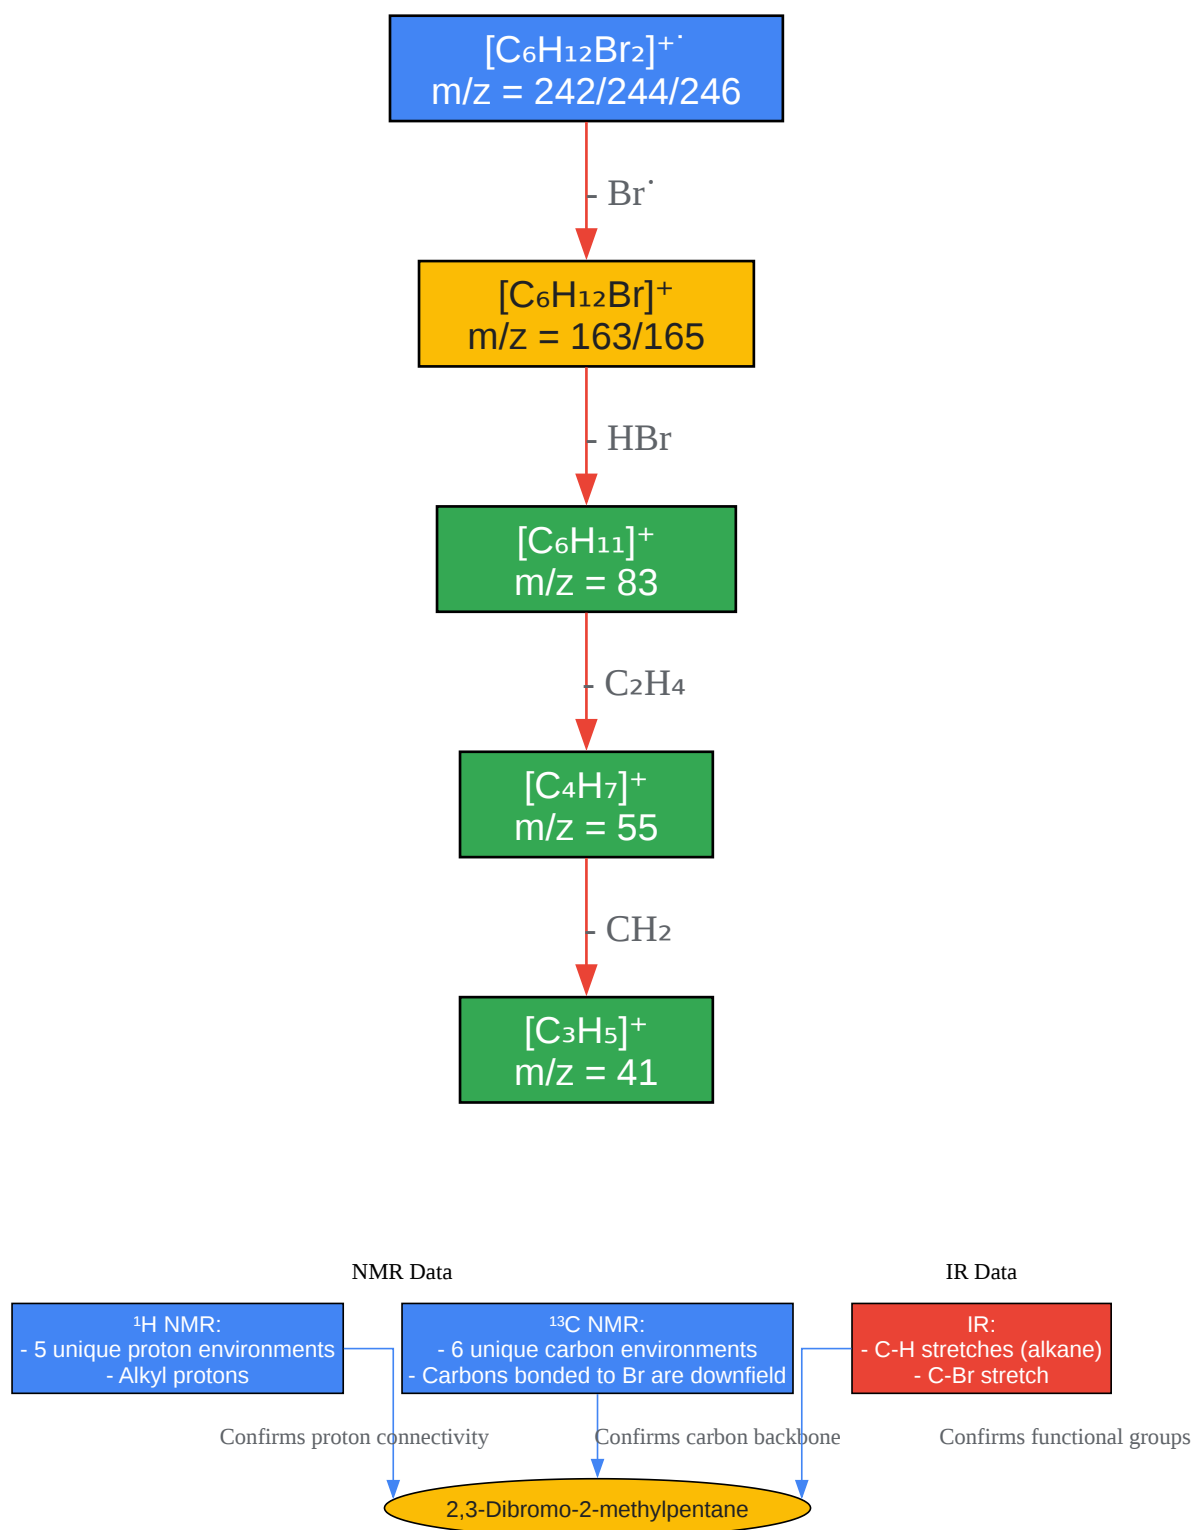 [C₆H₁₂Br₂]⁺˙
m/z = 242/244/246
- Br˙
[C₆H₁₂Br]⁺
m/z = 163/165
- HBr
[C₆H₁₁]⁺
m/z = 83
- C₂H₄
[C₄H₇]⁺
m/z = 55
- CH₂
[C₃H₅]⁺
m/z = 41
NMR Data
IR Data
¹H NMR:
- 5 unique proton environments
- Alkyl protons
¹³C NMR:
- 6 unique carbon environments
- Carbons bonded to Br are downfield
IR:
- C-H stretches (alkane)
- C-Br stretch
Confirms proton connectivity
Confirms carbon backbone
Confirms functional groups
2,3-Dibromo-2-methylpentane